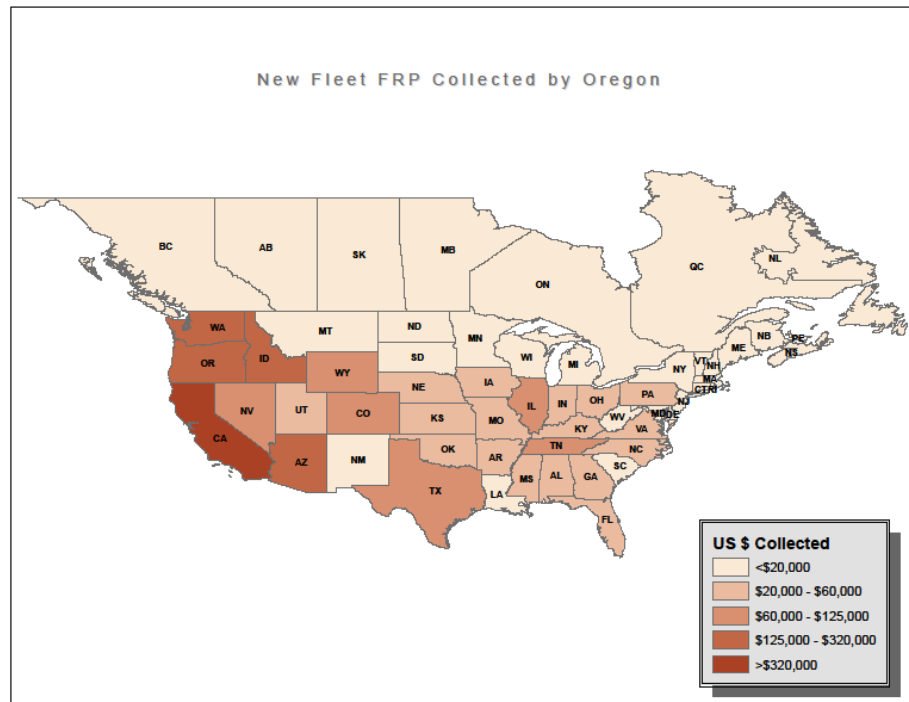 New Fleet FRP Collected by Oregon
BC
AB
SK
MB
ON
QC
NL
WA
MT
ND
MN
ME
NB
PE
NS
OR
ID
SD
WI
MI
NY
VT
NH
MA
CT
RI
WY
NE
IA
IL
IN
OH
PA
NJ
NV
UT
CO
KS
MO
KY
WV
MD
DE
VA
CA
AZ
NM
OK
AR
TN
NC
SC
TX
LA
MS
AL
GA
FL
US $ Collected
<$20,000
$20,000 - $60,000
$60,000 - $125,000
$125,000 - $320,000
>$320,000